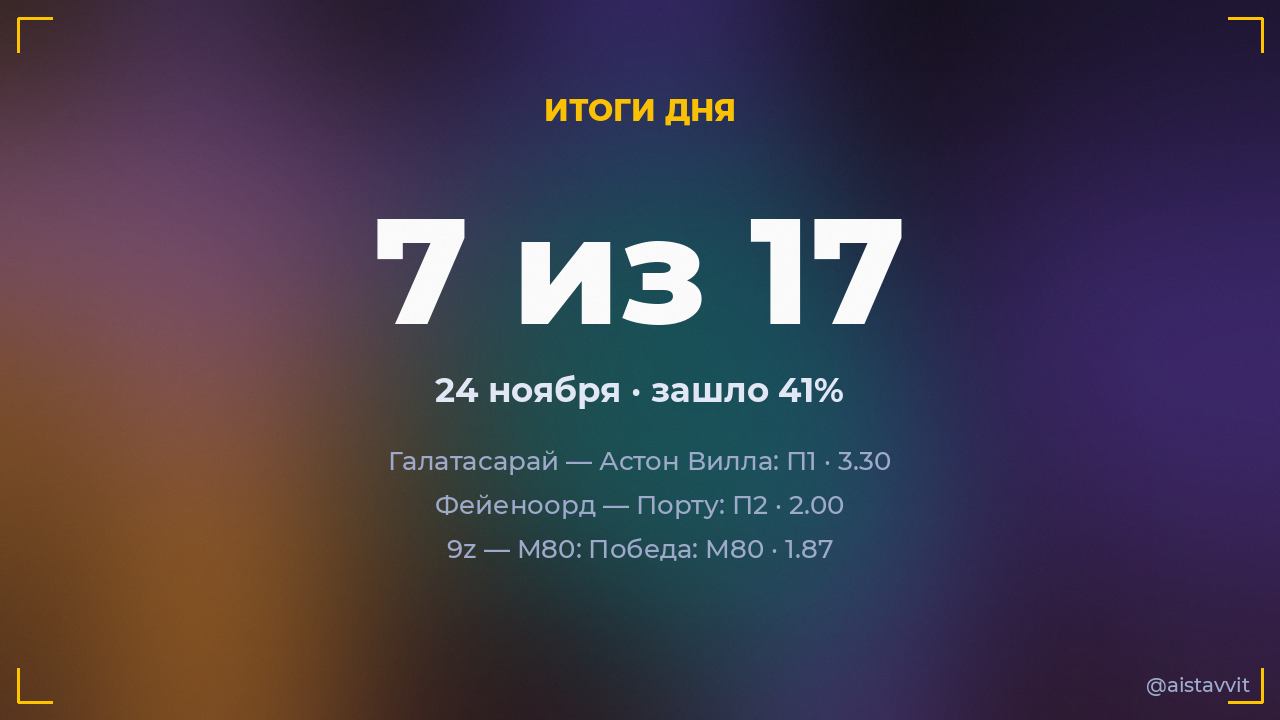 ИТОГИ ДНЯ
7 из 17
24 ноября · зашло 41%
Галатасарай — Астон Вилла: П1 · 3.30
Фейеноорд — Порту: П2 · 2.00
9z — M80: Победа: M80 · 1.87
@aistavvit